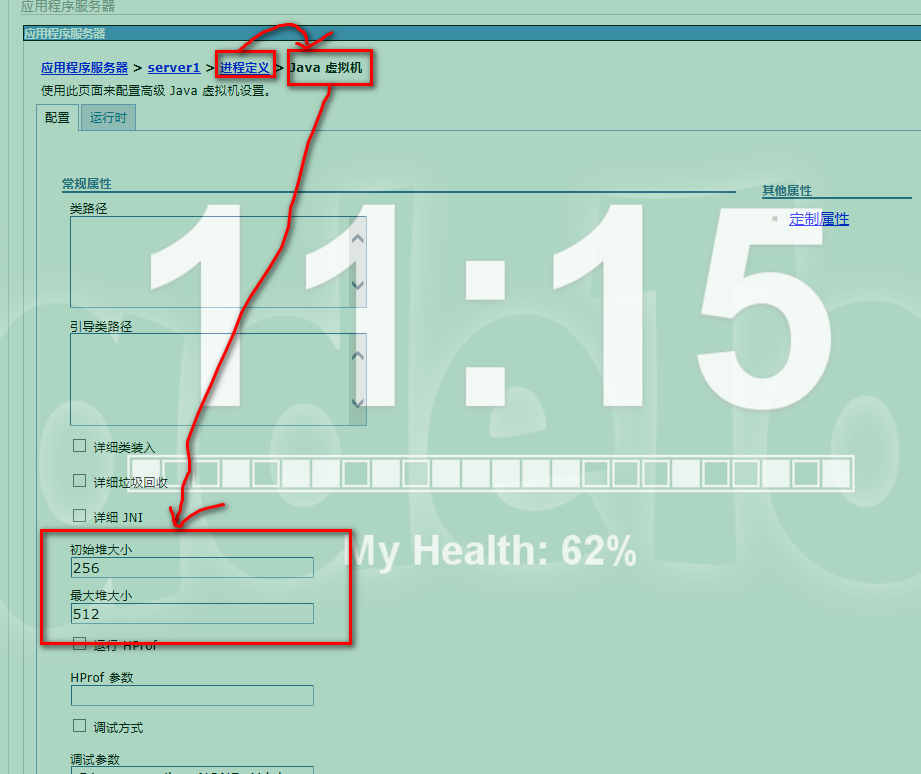 应用程序服务器
应用程序服务器
应用程序服务器 > server1 > 进程定义 > Java 虚拟机
使用此页面来配置高级 Java 虚拟机设置。
配置 运行时
常规属性
其他属性
类路径
定制属性
11:15
引导类路径
详细类装入
详细垃圾回收
详细 JNI
初始堆大小
My Health: 62%
256
最大堆大小
512
运行 HProf
HProf 参数
调试方式
调试参数